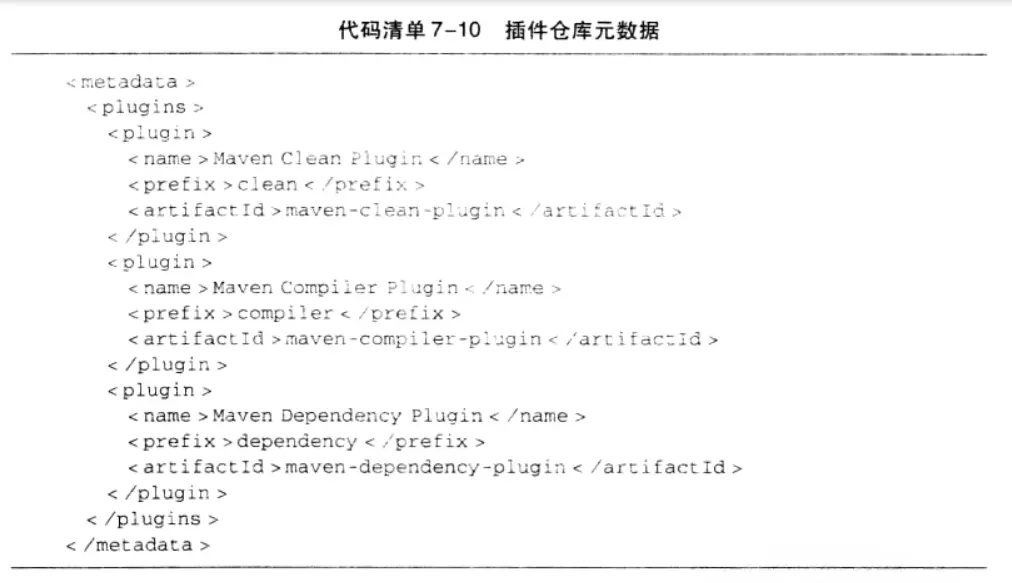 代码清单7-10 插件仓库元数据
<metadata >
<plugins >
<plugin >
<name >Maven Clean Plugin< /name >
<prefix >clean< /prefix >
<artifactId >maven-clean-plugin< /artifactId >
< /plugin >
<plugin >
<name >Maven Compiler Plugin< /name >
<prefix >compiler< /prefix >
<artifactId >maven-compiler-plugin< /artifactId >
< /plugin >
<plugin >
<name >Maven Dependency Plugin< /name >
<prefix >dependency< /prefix >
<artifactId >maven-dependency-plugin< /artifactId >
< /plugin >
< /plugins >
< /metadata >